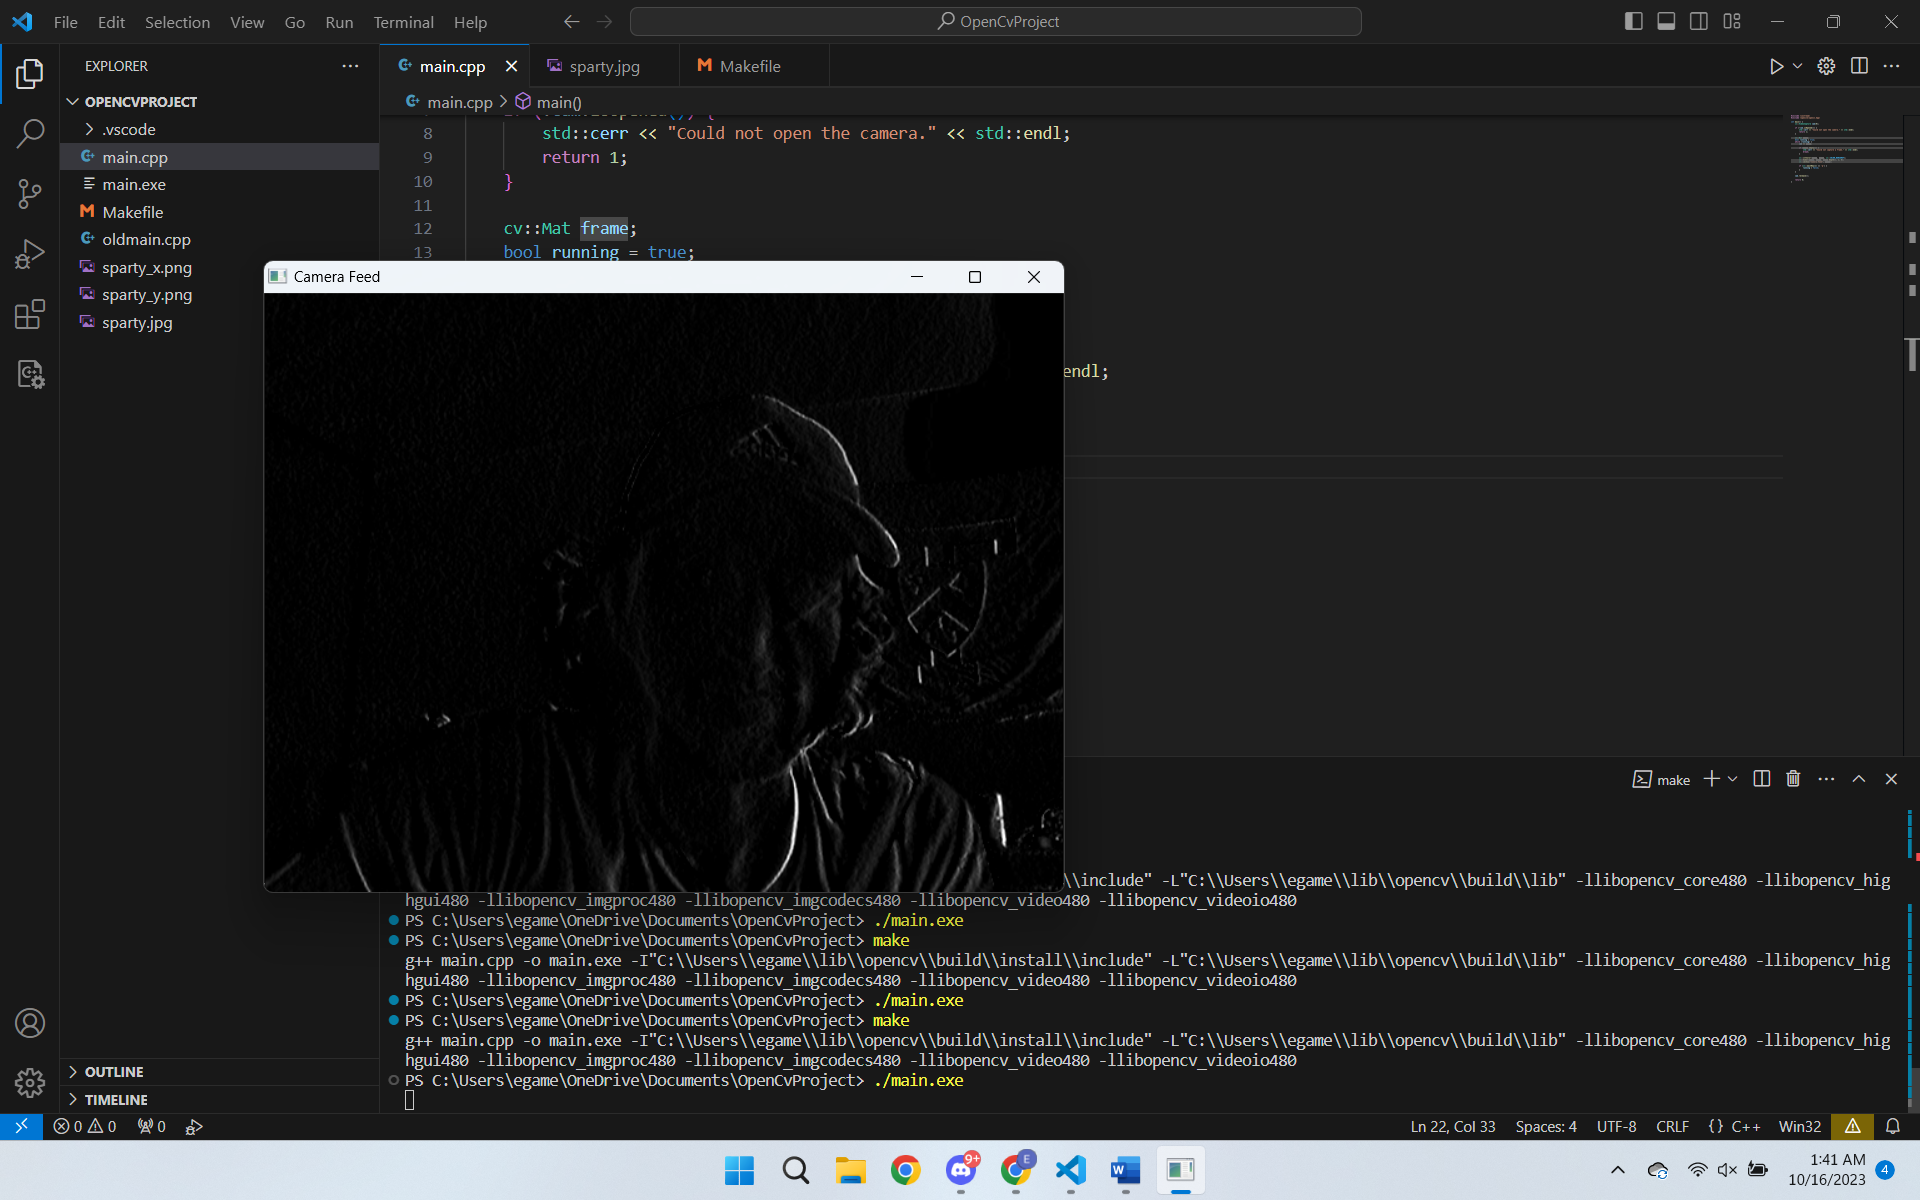 File Edit Selection View Go Run Terminal Help
OpenCvProject
EXPLORER
main.cpp
sparty.jpg
Makefile
OPENCVPROJECT
.vscode
main.cpp
main.exe
Makefile
oldmain.cpp
sparty_x.png
sparty_y.png
sparty.jpg
main.cpp > main()
8 std::cerr << "Could not open the camera." << std::endl;
9 return 1;
10 }
11
12 cv::Mat frame;
13 bool running = true;
Camera Feed
endl;
make
\\include" -L"C:\\Users\\egame\\lib\\opencv\\build\\lib" -llibopencv_core480 -llibopencv_hig
hgui480 -llibopencv_imgproc480 -llibopencv_imgcodecs480 -llibopencv_video480 -llibopencv_videoio480
PS C:\Users\egame\OneDrive\Documents\OpenCvProject> ./main.exe
PS C:\Users\egame\OneDrive\Documents\OpenCvProject> make
g++ main.cpp -o main.exe -I"C:\\Users\\egame\\lib\\opencv\\build\\install\\include" -L"C:\\Users\\egame\\lib\\opencv\\build\\lib" -llibopencv_core480 -llibopencv_hig
hgui480 -llibopencv_imgproc480 -llibopencv_imgcodecs480 -llibopencv_video480 -llibopencv_videoio480
PS C:\Users\egame\OneDrive\Documents\OpenCvProject> ./main.exe
PS C:\Users\egame\OneDrive\Documents\OpenCvProject> make
g++ main.cpp -o main.exe -I"C:\\Users\\egame\\lib\\opencv\\build\\install\\include" -L"C:\\Users\\egame\\lib\\opencv\\build\\lib" -llibopencv_core480 -llibopencv_hig
hgui480 -llibopencv_imgproc480 -llibopencv_imgcodecs480 -llibopencv_video480 -llibopencv_videoio480
PS C:\Users\egame\OneDrive\Documents\OpenCvProject> ./main.exe
OUTLINE
TIMELINE
0 0 0
Ln 22, Col 33 Spaces: 4 UTF-8 CRLF {} C++ Win32
9+
E
1:41 AM
10/16/2023
4